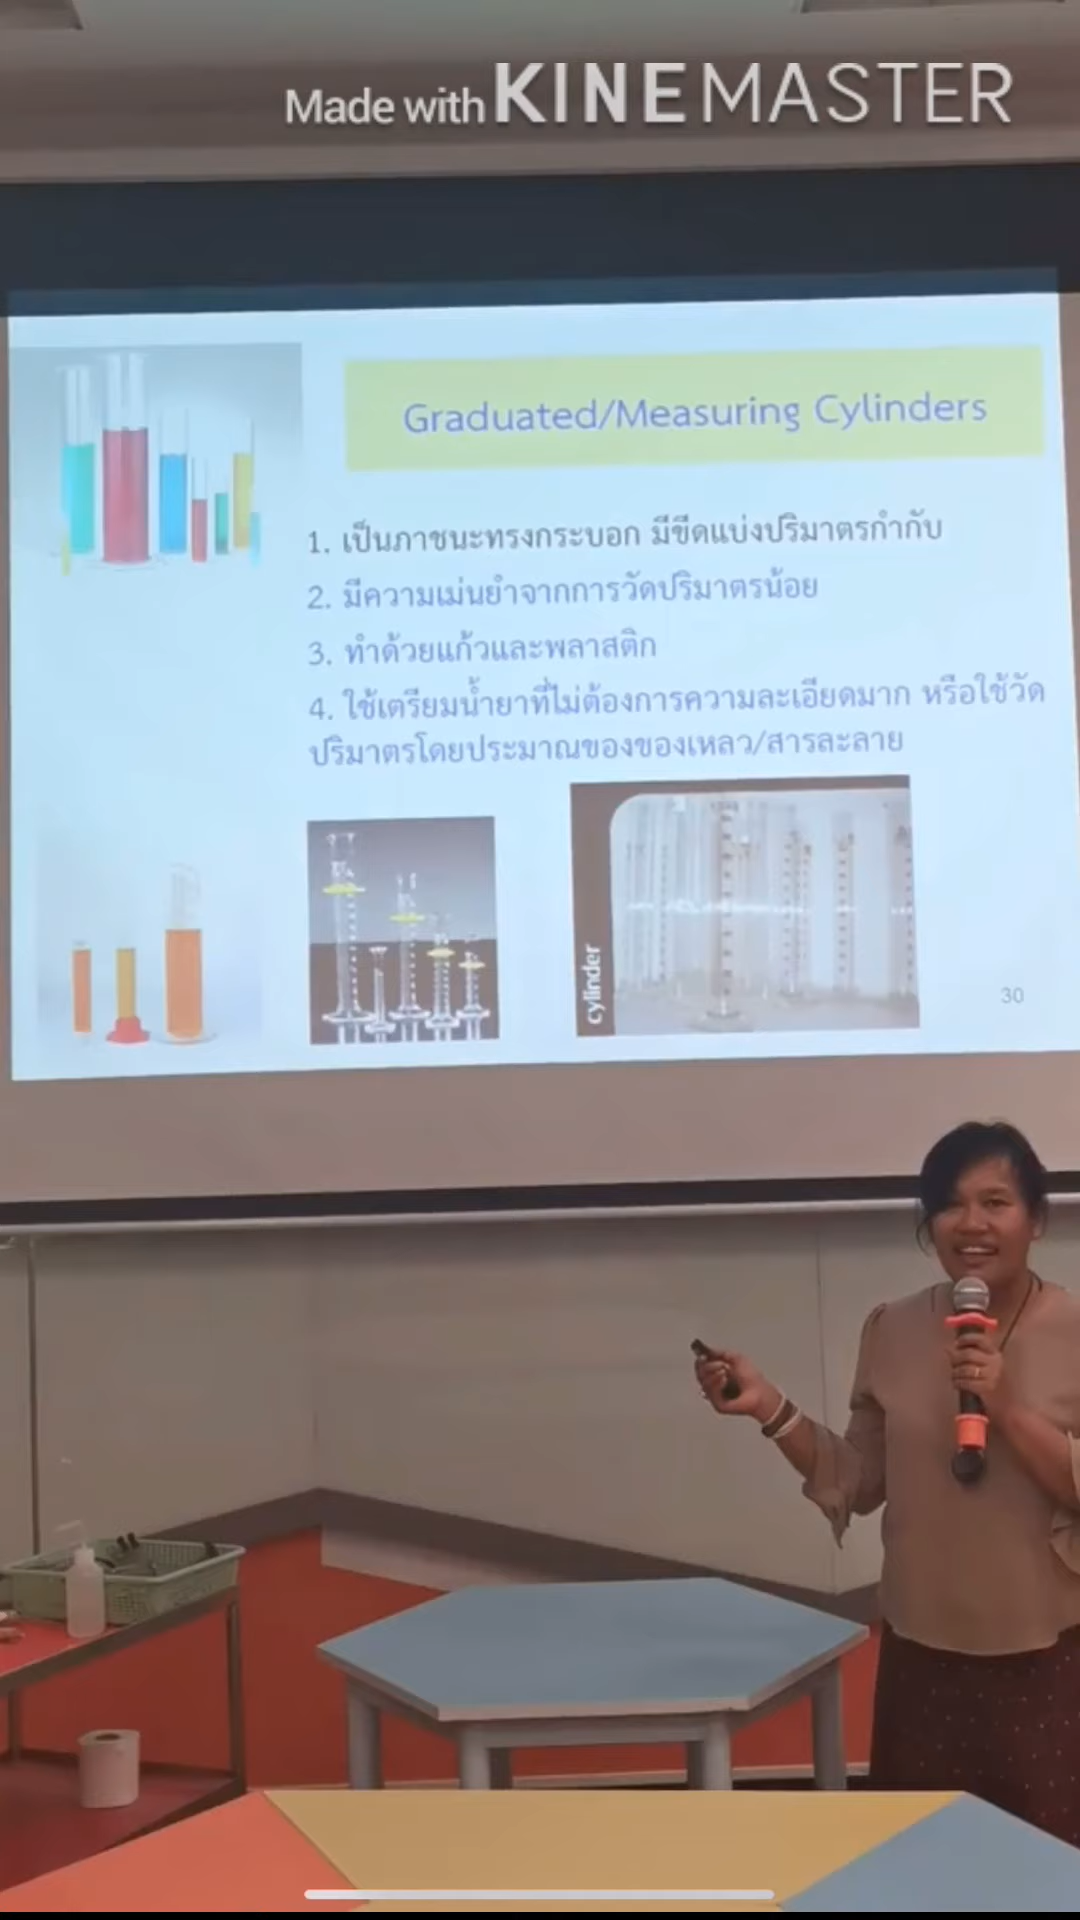 Made with KINEMASTER
Graduated/Measuring Cylinders
1. เป็นภาชนะทรงกระบอก มีขีดแบ่งปริมาตรกำกับ
2. มีความเม่นยำจากการวัดปริมาตรน้อย
3. ทำด้วยแก้วและพลาสติก
4. ใช้เตรียมน้ำยาที่ไม่ต้องการความละเอียดมาก หรือใช้วัด
ปริมาตรโดยประมาณของของเหลว/สารละลาย
cylinder
30